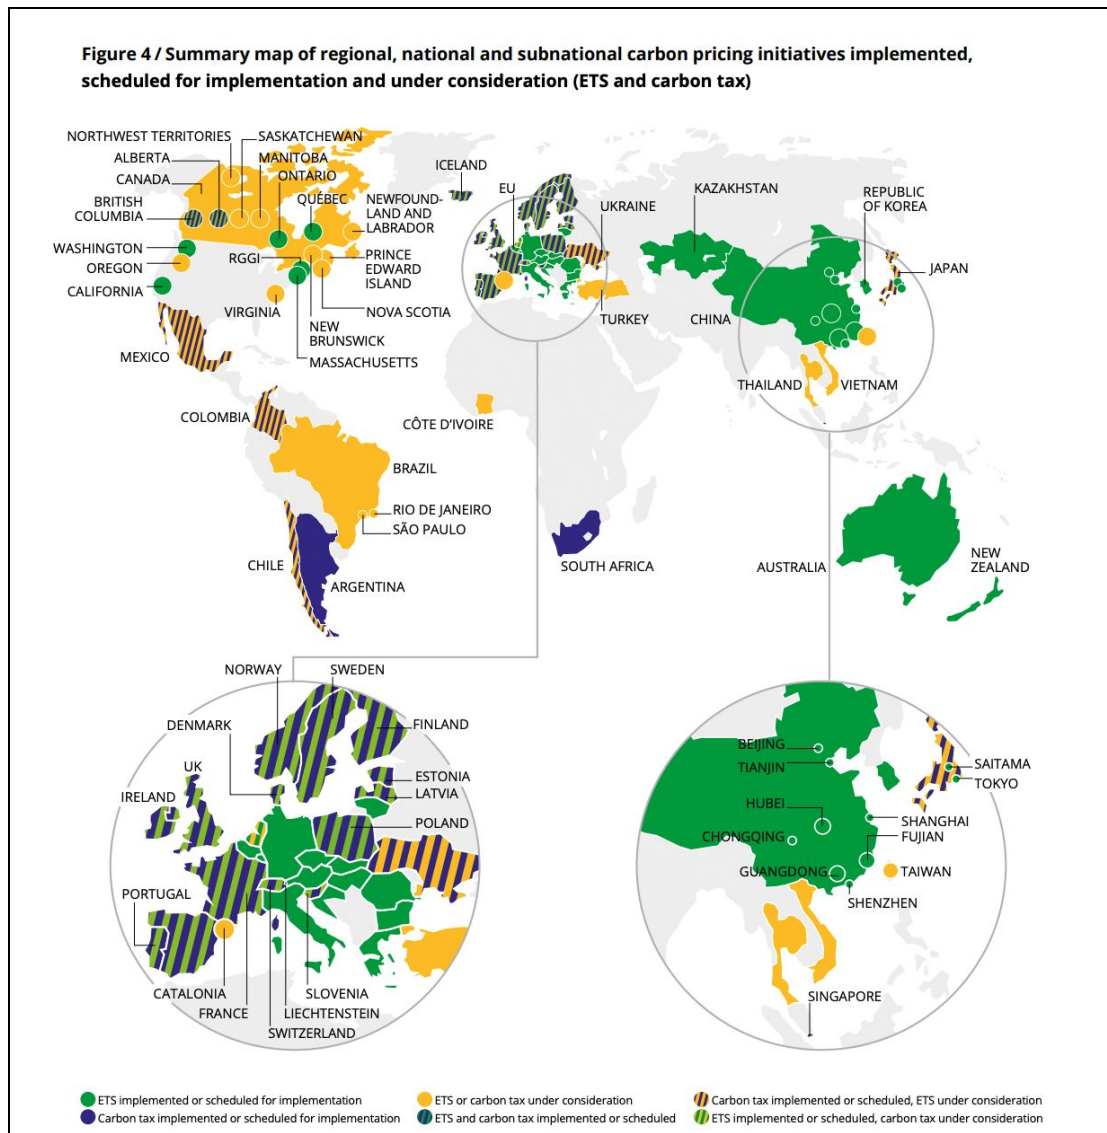 Figure 4 / Summary map of regional, national and subnational carbon pricing initiatives implemented,
scheduled for implementation and under consideration (ETS and carbon tax)
NORTHWEST TERRITORIES
SASKATCHEWAN
ALBERTA
MANITOBA
CANADA
ONTARIO
BRITISH
COLUMBIA
QUÉBEC
NEWFOUND-
LAND AND
LABRADOR
WASHINGTON
OREGON
CALIFORNIA
RGGI
PRINCE
EDWARD
ISLAND
VIRGINIA
NOVA SCOTIA
NEW
BRUNSWICK
MASSACHUSETTS
MEXICO
ICELAND
EU
UKRAINE
TURKEY
KAZAKHSTAN
REPUBLIC
OF KOREA
JAPAN
CHINA
THAILAND
VIETNAM
COLOMBIA
CÔTE D'IVOIRE
BRAZIL
RIO DE JANEIRO
SÃO PAULO
CHILE
ARGENTINA
SOUTH AFRICA
AUSTRALIA
NEW
ZEALAND
NORWAY
SWEDEN
DENMARK
FINLAND
UK
IRELAND
ESTONIA
LATVIA
POLAND
PORTUGAL
CATALONIA
FRANCE
SLOVENIA
LIECHTENSTEIN
SWITZERLAND
BEIJING
TIANJIN
SAITAMA
TOKYO
HUBEI
SHANGHAI
FUJIAN
CHONGQING
GUANGDONG
TAIWAN
SHENZHEN
SINGAPORE
ETS implemented or scheduled for implementation
Carbon tax implemented or scheduled for implementation
ETS or carbon tax under consideration
ETS and carbon tax implemented or scheduled
Carbon tax implemented or scheduled, ETS under consideration
ETS implemented or scheduled, carbon tax under consideration